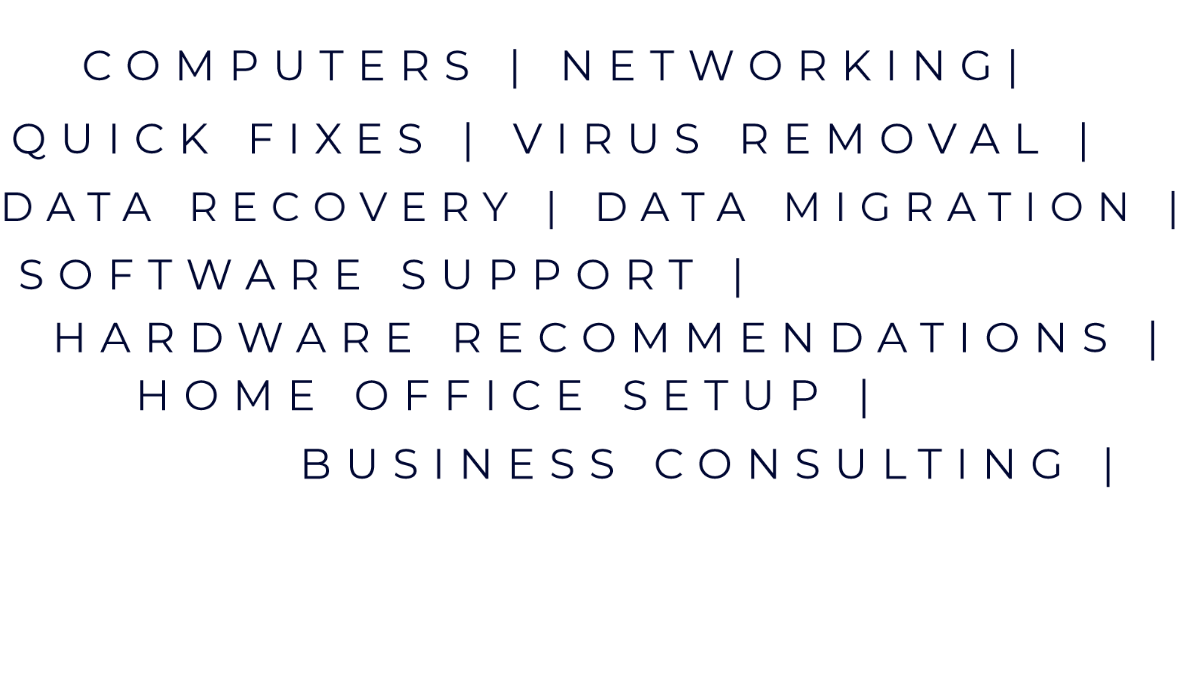 COMPUTERS | NETWORKING|
QUICK FIXES | VIRUS REMOVAL |
DATA RECOVERY | DATA MIGRATION |
SOFTWARE SUPPORT |
HARDWARE RECOMMENDATIONS |
HOME OFFICE SETUP |
BUSINESS CONSULTING |